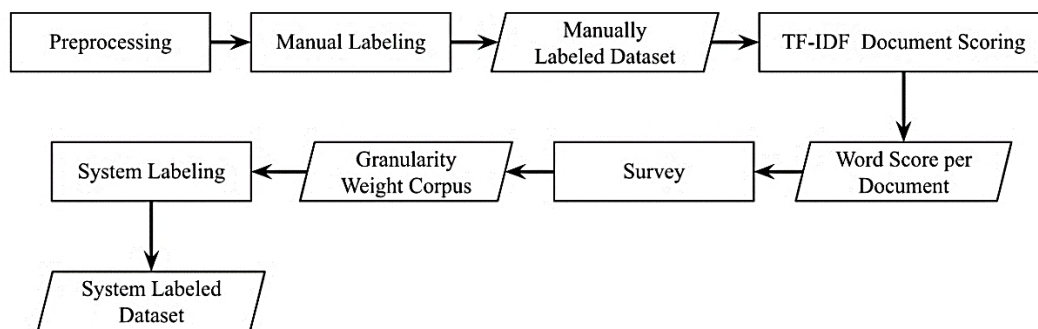 Preprocessing
Manual Labeling
Manually
Labeled Dataset
TF-IDF Document Scoring
Word Score per
Document
Survey
Granularity
Weight Corpus
System Labeling
System Labeled
Dataset